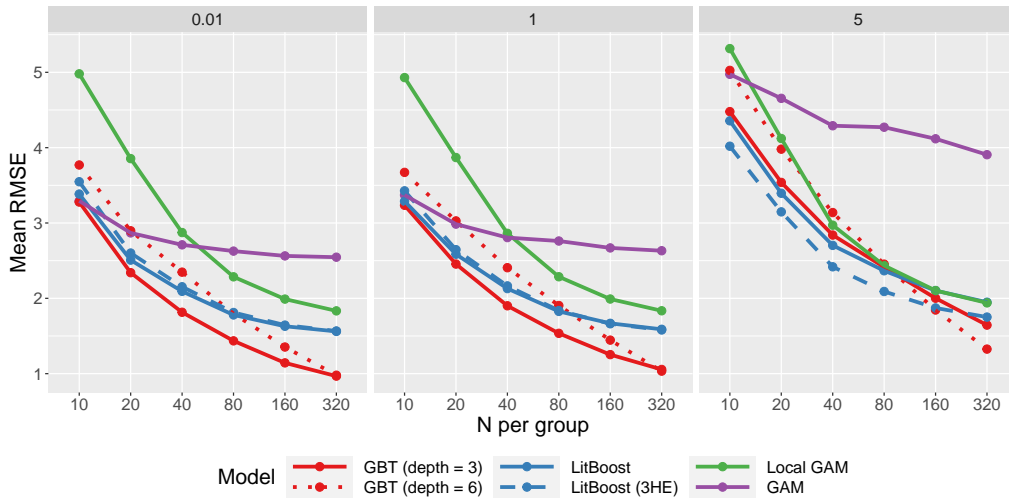 0.01 1 5
Mean RMSE
5
4
3
2
1
10 20 40 80 160 320 10 20 40 80 160 320 10 20 40 80 160 320
N per group
Model
GBT (depth = 3) LitBoost Local GAM
GBT (depth = 6) LitBoost (3HE) GAM